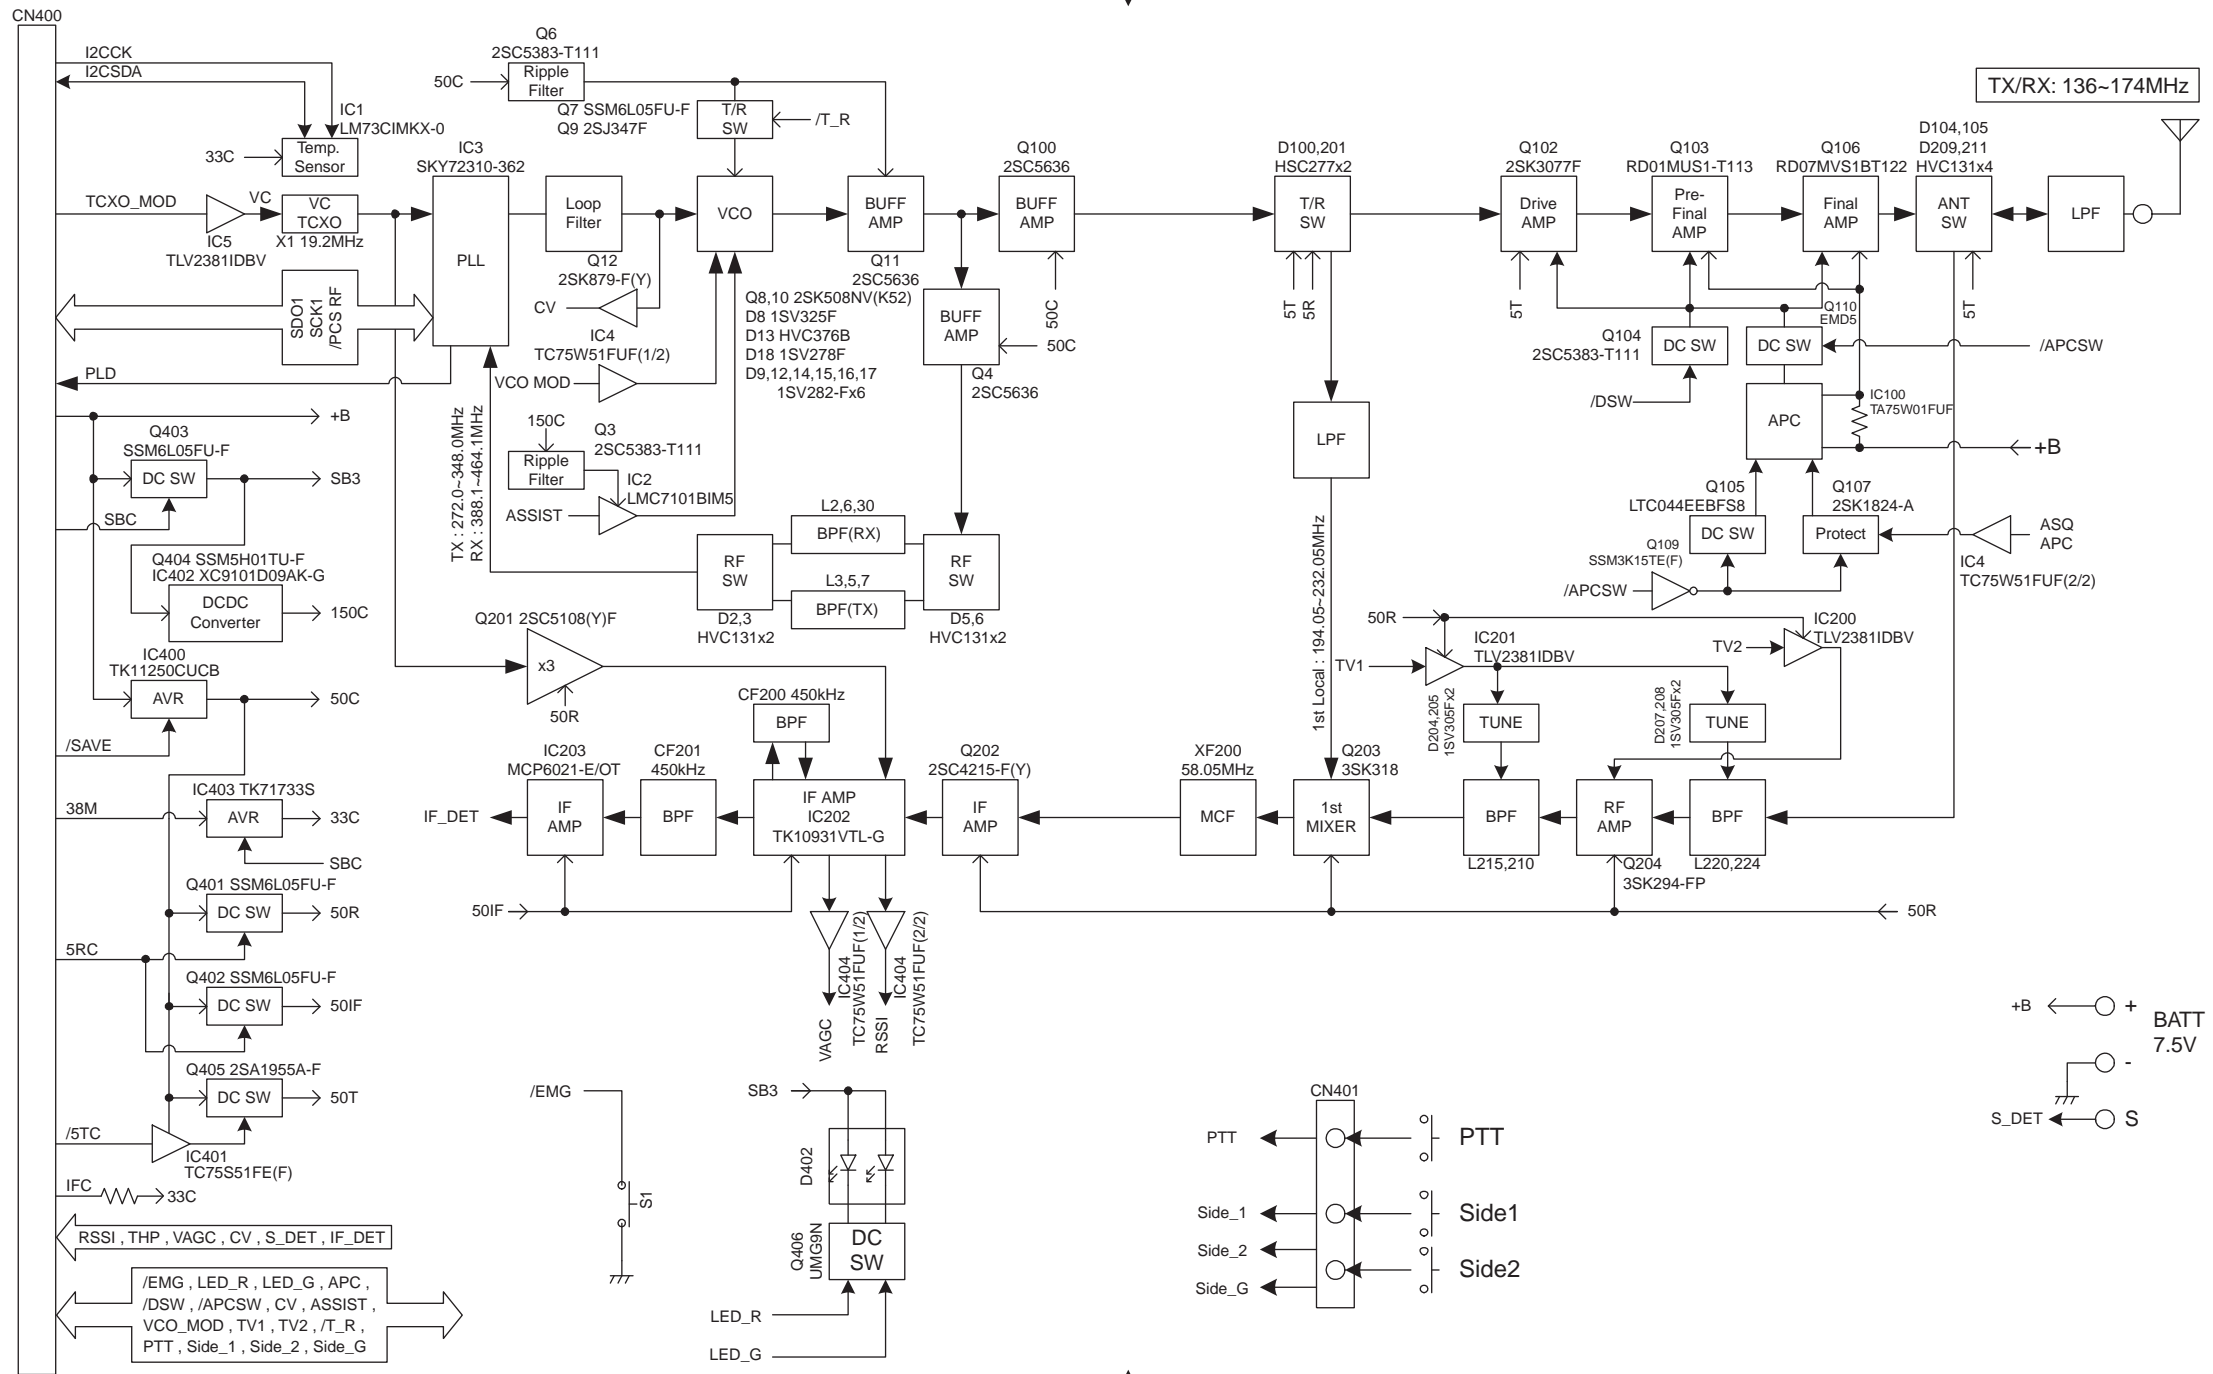 CN400
I2CCK
I2CSDA
IC1
LM73CIMKX-0
33C
Temp.
Sensor
TCXO_MOD
VC
VC
TCXO
X1 19.2MHz
IC5
TLV2381IDBV
SDO1
SCK1
/PCS RF
PLD
+B
Q403
SSM6L05FU-F
DC SW
SB3
SBC
Q404 SSM5H01TU-F
IC402 XC9101D09AK-G
DCDC
Converter
150C
IC400
TK11250CUCB
AVR
50C
/SAVE
IC403 TK71733S
38M
AVR
33C
SBC
Q401 SSM6L05FU-F
DC SW
50R
5RC
Q402 SSM6L05FU-F
DC SW
50IF
Q405 2SA1955A-F
DC SW
50T
/5TC
IC401
TC75S51FE(F)
IFC
33C
RSSI , THP , VAGC , CV , S_DET , IF_DET
/EMG , LED_R , LED_G , APC ,
/DSW , /APCSW , CV , ASSIST ,
VCO_MOD , TV1 , TV2 , /T_R ,
PTT , Side_1 , Side_2 , Side_G
Q6
2SC5383-T111
50C
Ripple
Filter
Q7 SSM6L05FU-F
Q9 2SJ347F
T/R
SW
/T_R
IC3
SKY72310-362
PLL
Loop
Filter
Q12
2SK879-F(Y)
CV
IC4
TC75W51FUF(1/2)
VCO MOD
150C
Q3
2SC5383-T111
Ripple
Filter
IC2
LMC7101BIM5
ASSIST
TX : 272.0~348.0MHz
RX : 388.1~464.1MHz
VCO
Q8,10 2SK508NV(K52)
D8 1SV325F
D13 HVC376B
D18 1SV278F
D9,12,14,15,16,17
1SV282-Fx6
BUFF
AMP
Q11
2SC5636
BUFF
AMP
50C
Q4
2SC5636
Q100
2SC5636
BUFF
AMP
50C
L2,6,30
BPF(RX)
L3,5,7
BPF(TX)
RF
SW
D2,3
HVC131x2
RF
SW
D5,6
HVC131x2
TX/RX: 136~174MHz
D100,201
HSC277x2
T/R
SW
5T
5R
Q102
2SK3077F
Drive
AMP
5T
Q103
RD01MUS1-T113
Pre-
Final
AMP
Q106
RD07MVS1BT122
Final
AMP
D104,105
D209,211
HVC131x4
ANT
SW
5T
LPF
Q104
2SC5383-T111
DC SW
/DSW
Q110
EMD5
DC SW
/APCSW
APC
IC100
TA75W01FUF
+B
LPF
Q105
LTC044EEBFS8
DC SW
Q107
2SK1824-A
Protect
ASQ
APC
IC4
TC75W51FUF(2/2)
Q109
SSM3K15TE(F)
/APCSW
1st Local : 194.05~232.05MHz
50R
IC201
TLV2381IDBV
TV1
IC200
TLV2381IDBV
TV2
D204,205
1SV305Fx2
TUNE
D207,208
1SV305Fx2
TUNE
Q201 2SC5108(Y)F
x3
50R
CF200 450kHz
BPF
IC203
MCP6021-E/OT
IF
AMP
IF_DET
CF201
450kHz
BPF
IF AMP
IC202
TK10931VTL-G
Q202
2SC4215-F(Y)
IF
AMP
XF200
58.05MHz
MCF
Q203
3SK318
1st
MIXER
BPF
L215,210
RF
AMP
Q204
3SK294-FP
BPF
L220,224
50IF
50R
IC404
TC75W51FUF(1/2)
VAGC
IC404
TC75W51FUF(2/2)
RSSI
/EMG
S1
SB3
D402
Q406
UMG9N
DC
SW
LED_R
LED_G
CN401
PTT
PTT
Side_1
Side1
Side_2
Side2
Side_G
+B
+
BATT
7.5V
-
S_DET
S